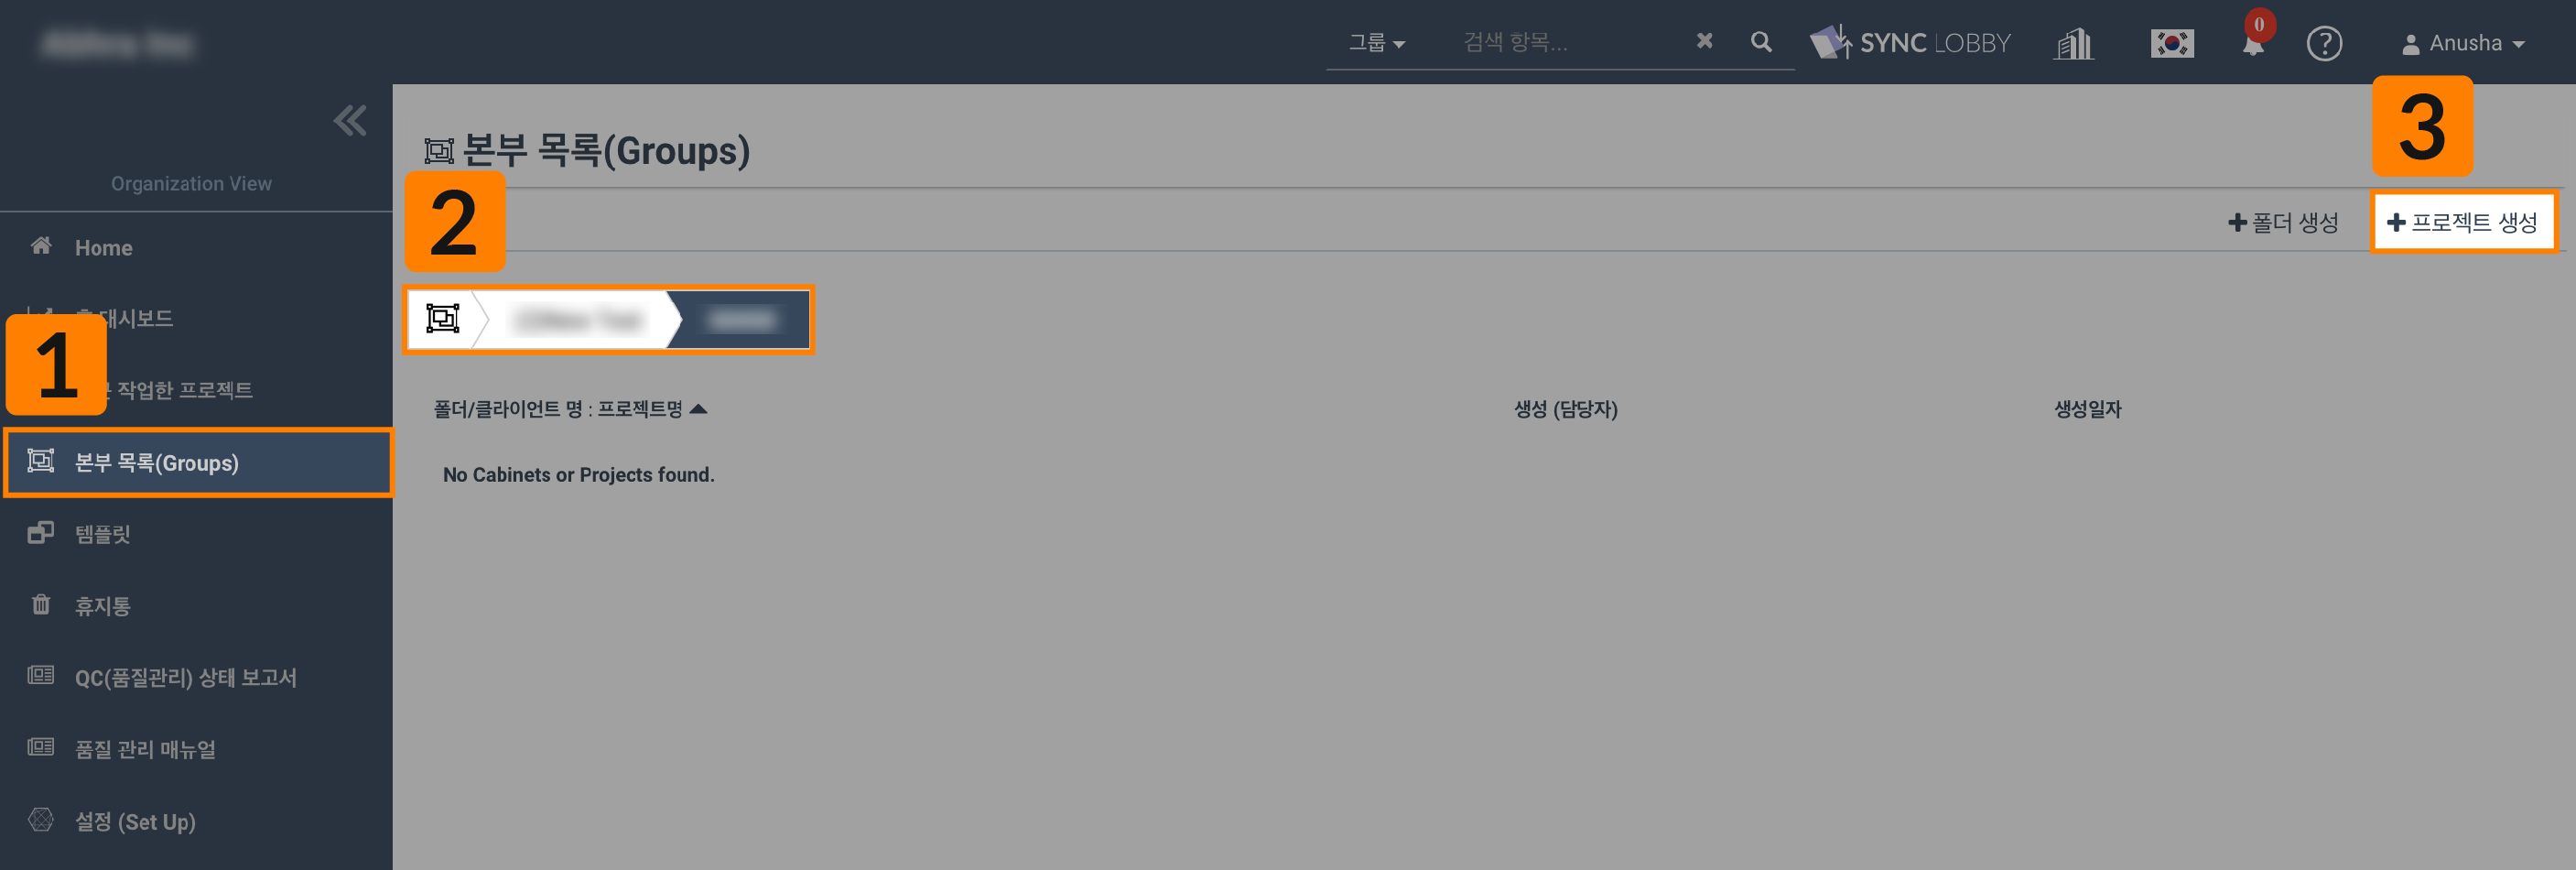 그룹
검색 항목...
SYNC LOBBY
0
?
Anusha
Organization View
Home
대시보드
작업한 프로젝트
본부 목록(Groups)
템플릿
휴지통
QC(품질관리) 상태 보고서
품질 관리 매뉴얼
설정 (Set Up)
1
본부 목록(Groups)
2
3
폴더 생성
프로젝트 생성
폴더/클라이언트 명 : 프로젝트명
생성 (담당자)
생성일자
No Cabinets or Projects found.